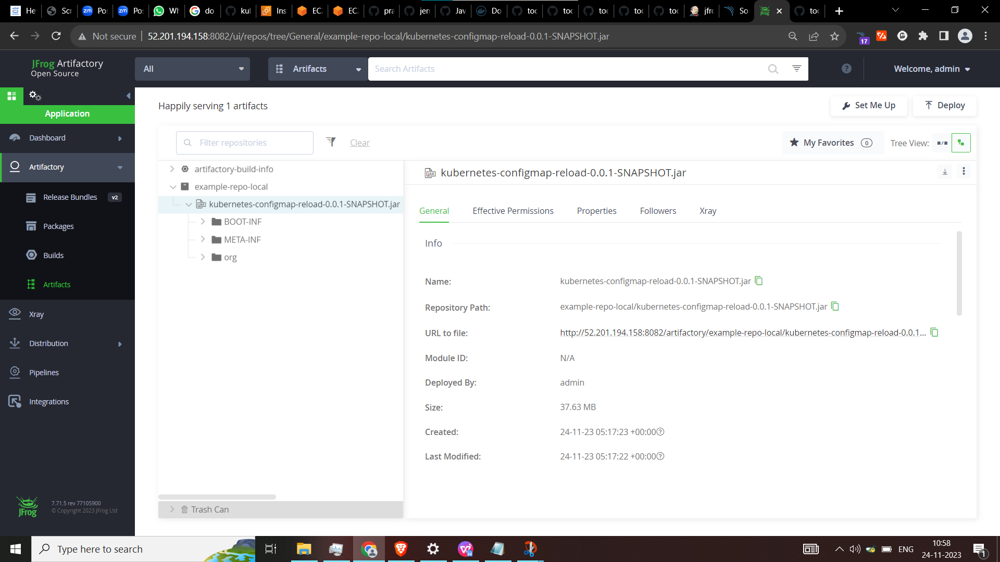 He
Scr
Pos
Pos
Wh
do
kub
Ins
EC2
EC2
pra
jen
Jav
Do
toc
toc
toc
toc
toc
jfro
So
toc
Not secure
52.201.194.158:8082/ui/repos/tree/General/example-repo-local/kubernetes-configmap-reload-0.0.1-SNAPSHOT.jar
17
JFrog Artifactory
Open Source
All
Artifacts
Search Artifacts
Welcome, admin
Application
Dashboard
Artifactory
Release Bundles v2
Packages
Builds
Artifacts
Xray
Distribution
Pipelines
Integrations
JFrog
7.71.5 rev 77105900
© Copyright 2023 JFrog Ltd
Happily serving 1 artifacts
Set Me Up
Deploy
Filter repositories
Clear
My Favorites 0
Tree View:
artifactory-build-info
example-repo-local
kubernetes-configmap-reload-0.0.1-SNAPSHOT.jar
BOOT-INF
META-INF
org
Trash Can
kubernetes-configmap-reload-0.0.1-SNAPSHOT.jar
General
Effective Permissions
Properties
Followers
Xray
Info
Name: kubernetes-configmap-reload-0.0.1-SNAPSHOT.jar
Repository Path: example-repo-local/kubernetes-configmap-reload-0.0.1-SNAPSHOT.jar
URL to file: http://52.201.194.158:8082/artifactory/example-repo-local/kubernetes-configmap-reload-0.0.1...
Module ID: N/A
Deployed By: admin
Size: 37.63 MB
Created: 24-11-23 05:17:23 +00:00
Last Modified: 24-11-23 05:17:22 +00:00
Type here to search
ENG
10:58
24-11-2023
1